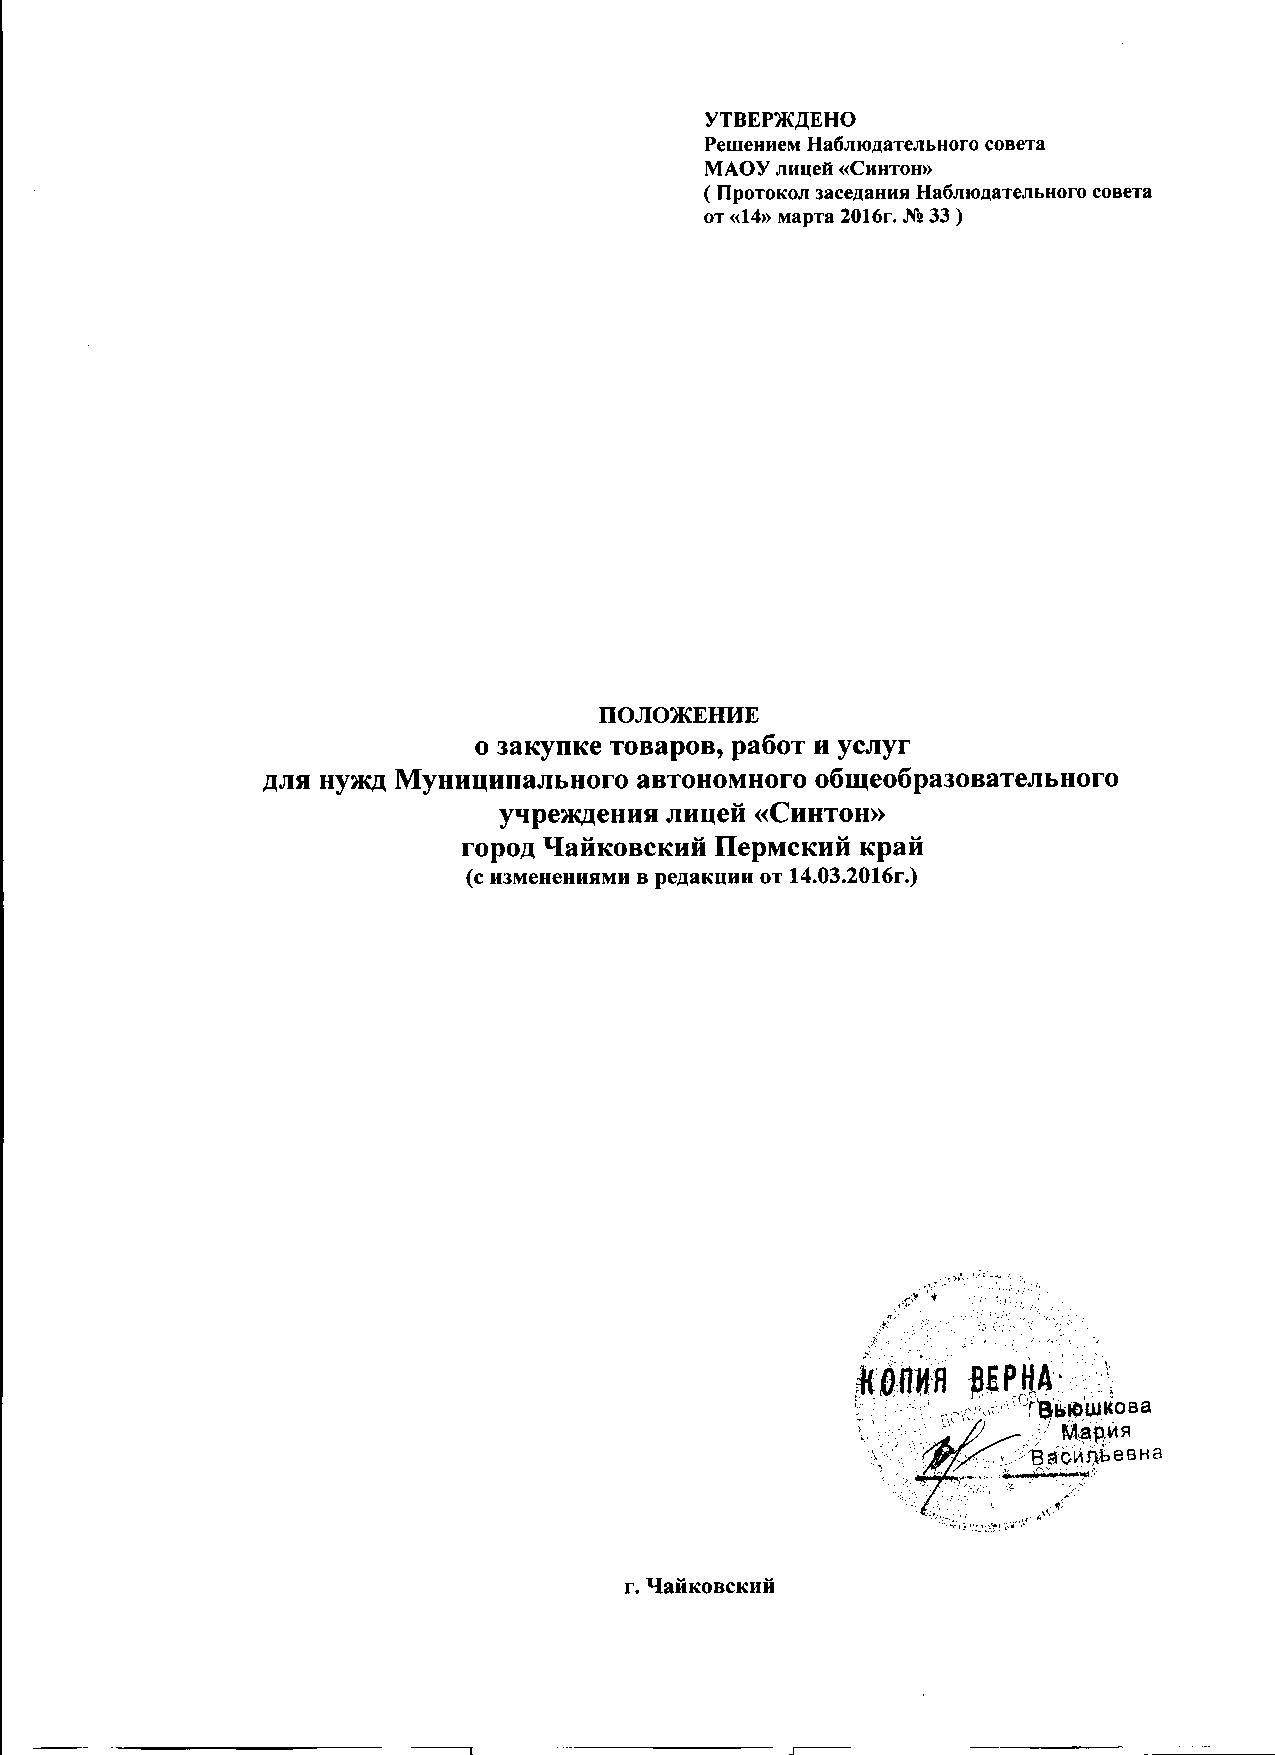 УТВЕРЖДЕНО
Решением Наблюдательного совета
МАОУ лицей «Синтон»
( Протокол заседания Наблюдательного совета
от «14» марта 2016г. № 33 )
ПОЛОЖЕНИЕ
о закупке товаров, работ и услуг
для нужд Муниципального автономного общеобразовательного
учреждения лицей «Синтон»
город Чайковский Пермский край
(с изменениями в редакции от 14.03.2016г.)
КОПИЯ ВЕРНА
Вьюшкова
Мария
Васильевна
г. Чайковский